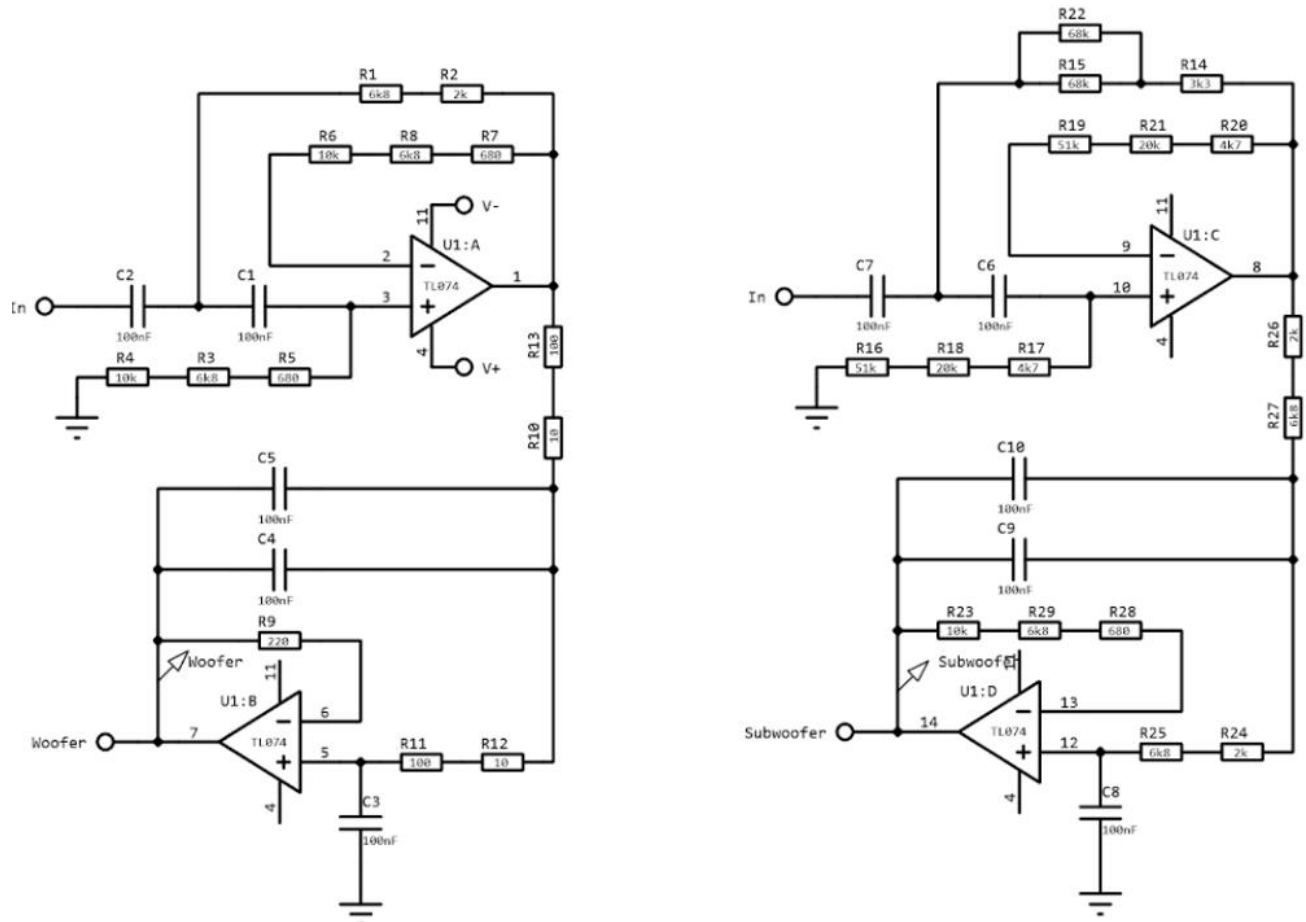 R1
6k8
R2
2k
R6
10k
R8
6k8
R7
680
11
V-
U1:A
2
TL074
1
3
C2
100nF
C1
100nF
In
4
V+
R4
10k
R3
6k8
R5
680
R13
100
R10
10
C5
100nF
C4
100nF
R9
220
Woofer
11
U1:B
6
Woofer
7
TL074
5
R11
100
R12
10
4
C3
100nF
R22
68k
R15
68k
R14
3k3
R19
51k
R21
20k
R20
4k7
11
U1:C
9
TL074
8
10
C7
100nF
C6
100nF
In
4
R16
51k
R18
20k
R17
4k7
R26
2k
R27
6k8
C10
100nF
C9
100nF
R23
10k
R29
6k8
R28
680
Subwoofer
11
U1:D
13
Subwoofer
14
TL074
12
R25
6k8
R24
2k
4
C8
100nF